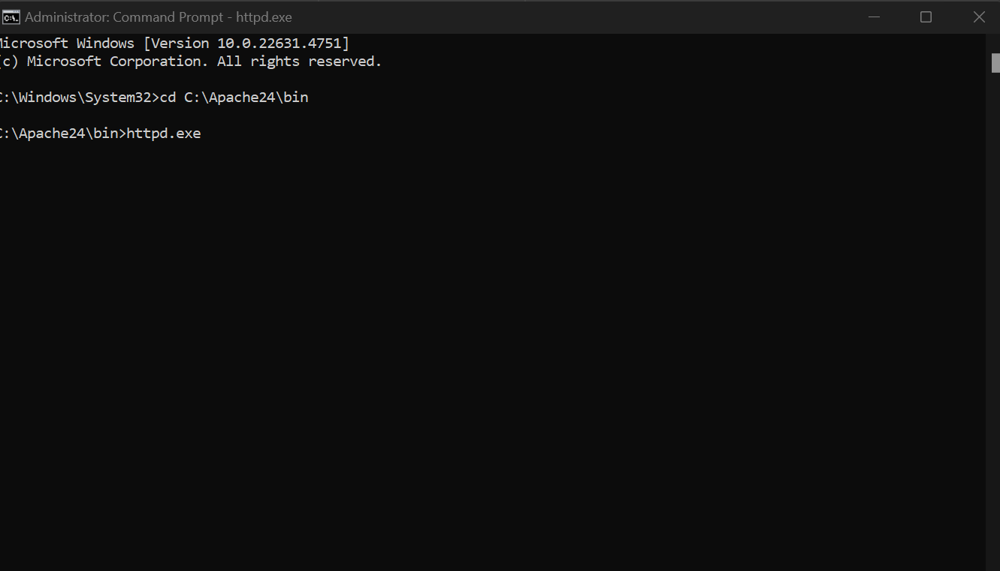 Administrator: Command Prompt - httpd.exe
Microsoft Windows [Version 10.0.22631.4751]
(c) Microsoft Corporation. All rights reserved.
C:\Windows\System32>cd C:\Apache24\bin
C:\Apache24\bin>httpd.exe